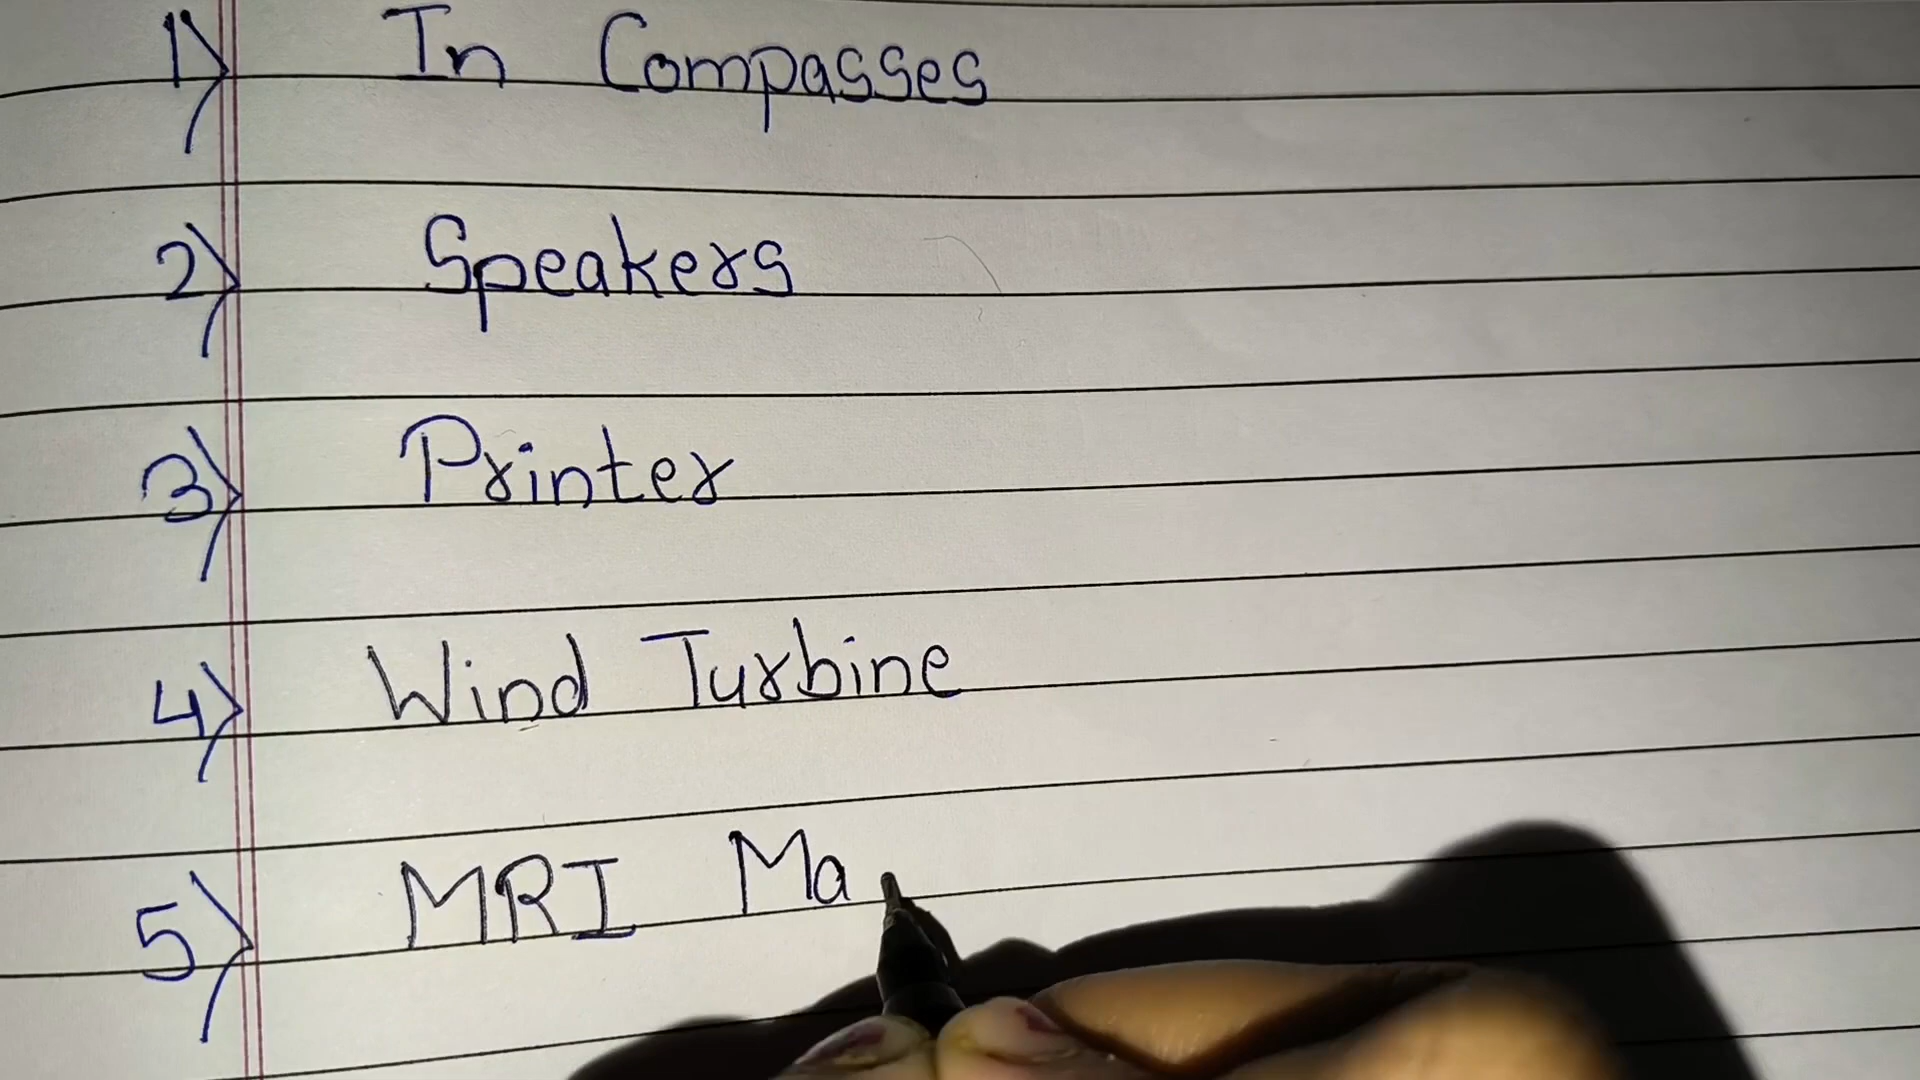 1) In Compasses
2) Speakers
3) Printer
4) Wind Turbine
5) MRI Ma